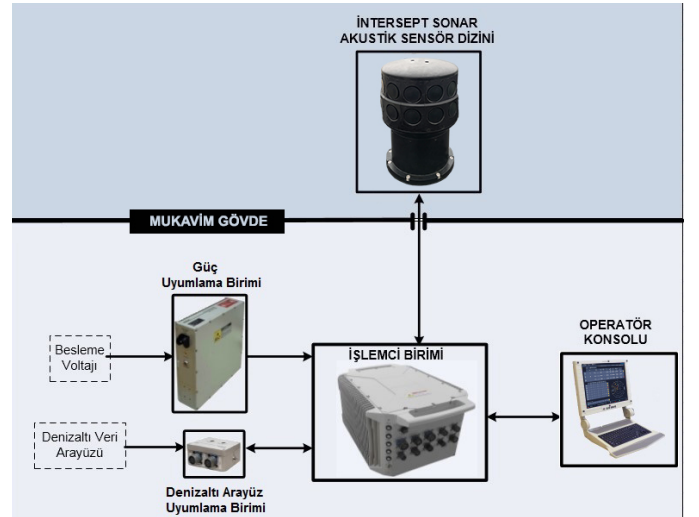 İNTERSEPT SONAR
AKUSTİK SENSÖR DİZİNİ
MUKAVİM GÖVDE
Güç
Uyumlama Birimi
Besleme
Voltajı
İŞLEMCİ BİRİMİ
OPERATÖR
KONSOLU
Denizaltı Veri
Arayüzü
Denizaltı Arayüz
Uyumlama Birimi